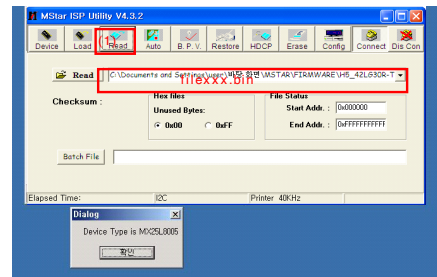 MStar ISP Utility V4.3.2
Device Load Read Auto B. P. V. Restore HDCP Erase Config Connect Dis Con
(1)
Read C:\Documents and Settings\user\바탕 화면\MSTAR\FIRMWARE\H5_42LG30R-T
filexxx.bin
Checksum :
Hex files
Unused Bytes:
0x00 0xFF
File Status
Start Addr. : 0x000000
End Addr. : 0xFFFFFFFFFFF
Batch File
Elapsed Time: I2C Printer 40KHz
Dialog
Device Type is MX25L8005
확인